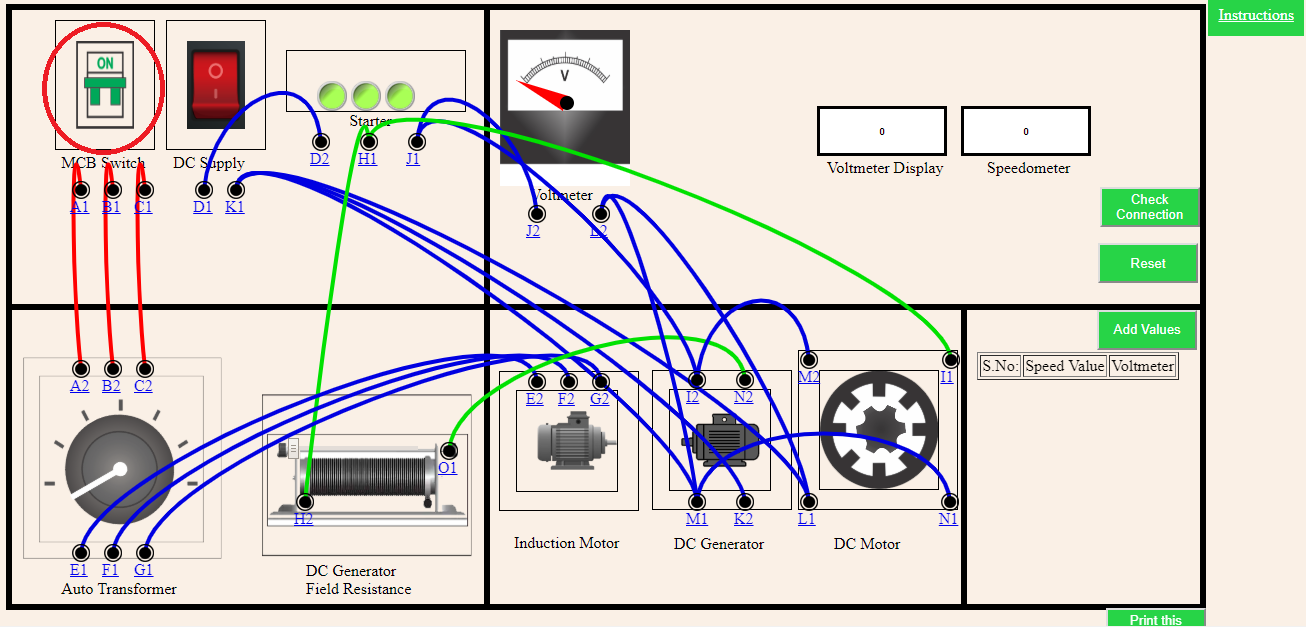 Instructions
ON
V
Starter
MCB Switch
DC Supply
D2
H1
J1
A1
B1
C1
D1
K1
Voltmeter
J2
L2
0
0
Voltmeter Display
Speedometer
Check
Connection
Reset
Add Values
S.No:
Speed Value
Voltmeter
A2
B2
C2
E2
F2
G2
I2
N2
M2
I1
O1
H2
M1
K2
L1
N1
Induction Motor
DC Generator
DC Motor
E1
F1
G1
Auto Transformer
DC Generator
Field Resistance
Print this